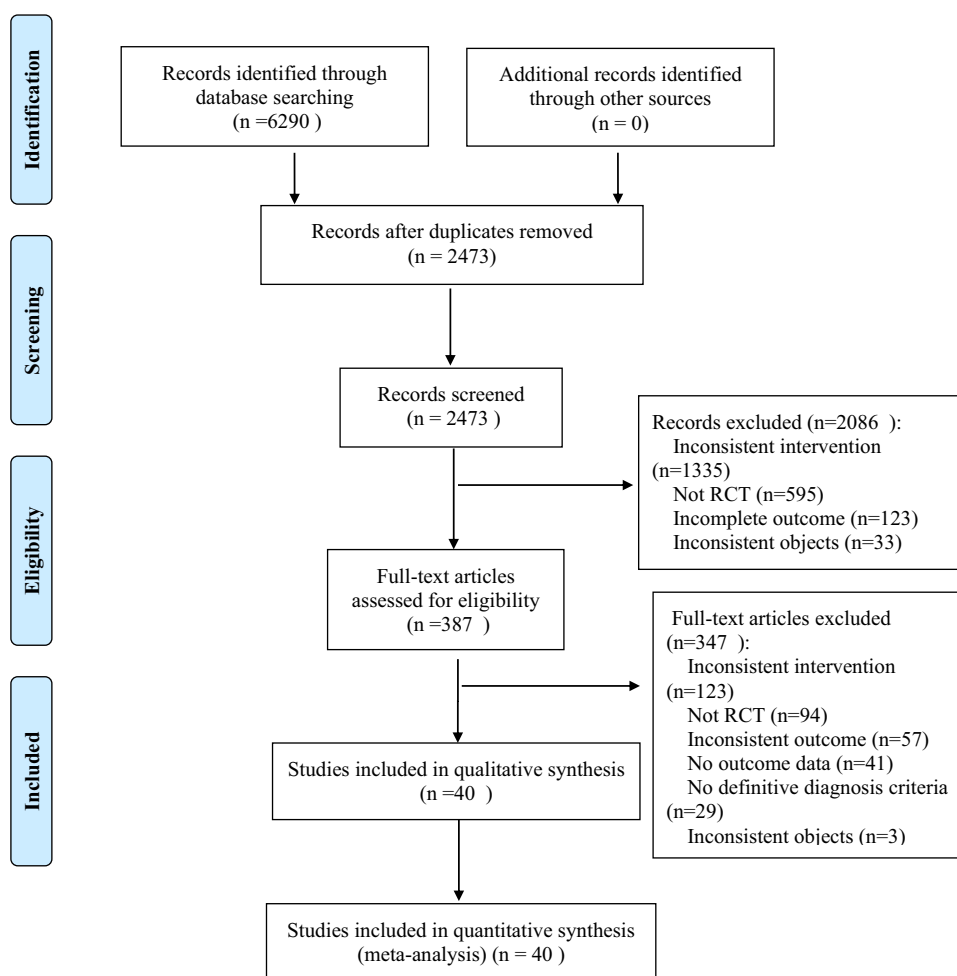 Identification
Records identified through
database searching
(n =6290 )
Additional records identified
through other sources
(n = 0)
Records after duplicates removed
(n = 2473)
Screening
Records screened
(n = 2473 )
Records excluded (n=2086 ):
Inconsistent intervention
(n=1335)
Not RCT (n=595)
Incomplete outcome (n=123)
Inconsistent objects (n=33)
Eligibility
Full-text articles
assessed for eligibility
(n =387 )
Full-text articles excluded
(n=347 ):
Inconsistent intervention
(n=123)
Not RCT (n=94)
Inconsistent outcome (n=57)
No outcome data (n=41)
No definitive diagnosis criteria
(n=29)
Inconsistent objects (n=3)
Included
Studies included in qualitative synthesis
(n =40 )
Studies included in quantitative synthesis
(meta-analysis) (n = 40 )